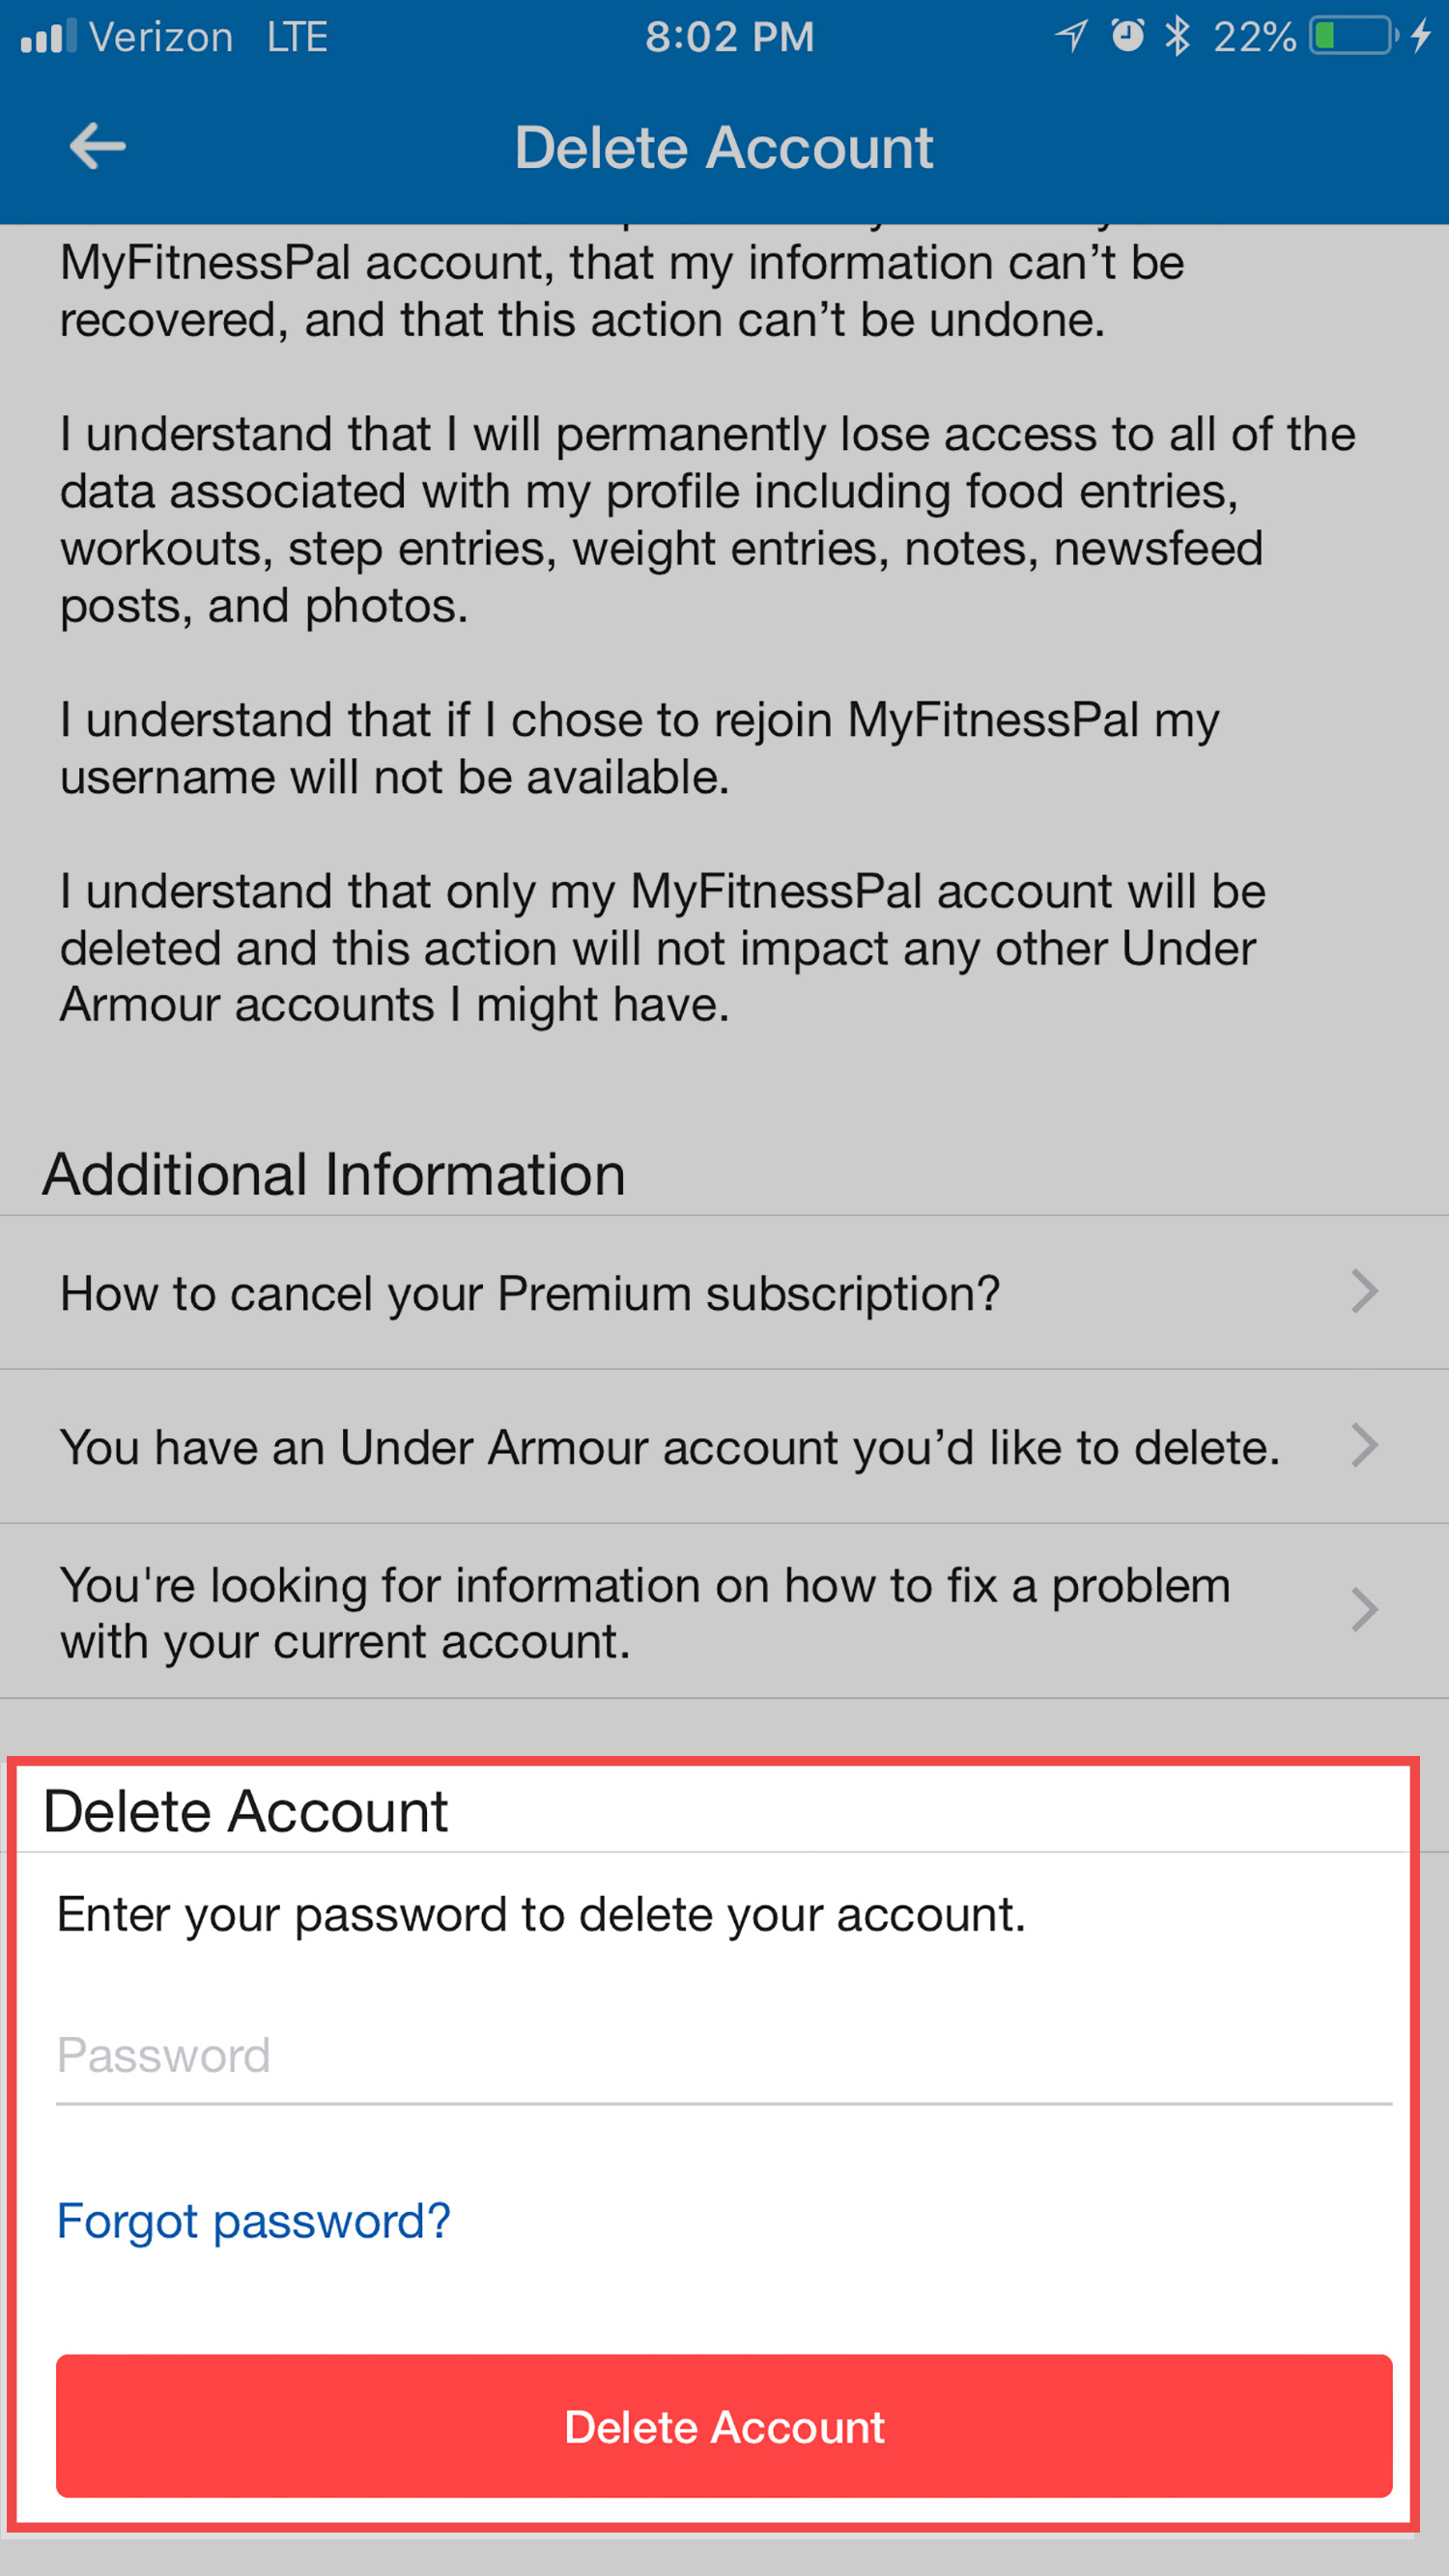 Verizon LTE 8:02 PM 22%
Delete Account
MyFitnessPal account, that my information can’t be
recovered, and that this action can’t be undone.
I understand that I will permanently lose access to all of the
data associated with my profile including food entries,
workouts, step entries, weight entries, notes, newsfeed
posts, and photos.
I understand that if I chose to rejoin MyFitnessPal my
username will not be available.
I understand that only my MyFitnessPal account will be
deleted and this action will not impact any other Under
Armour accounts I might have.
Additional Information
How to cancel your Premium subscription?
You have an Under Armour account you’d like to delete.
You're looking for information on how to fix a problem
with your current account.
Delete Account
Enter your password to delete your account.
Password
Forgot password?
Delete Account